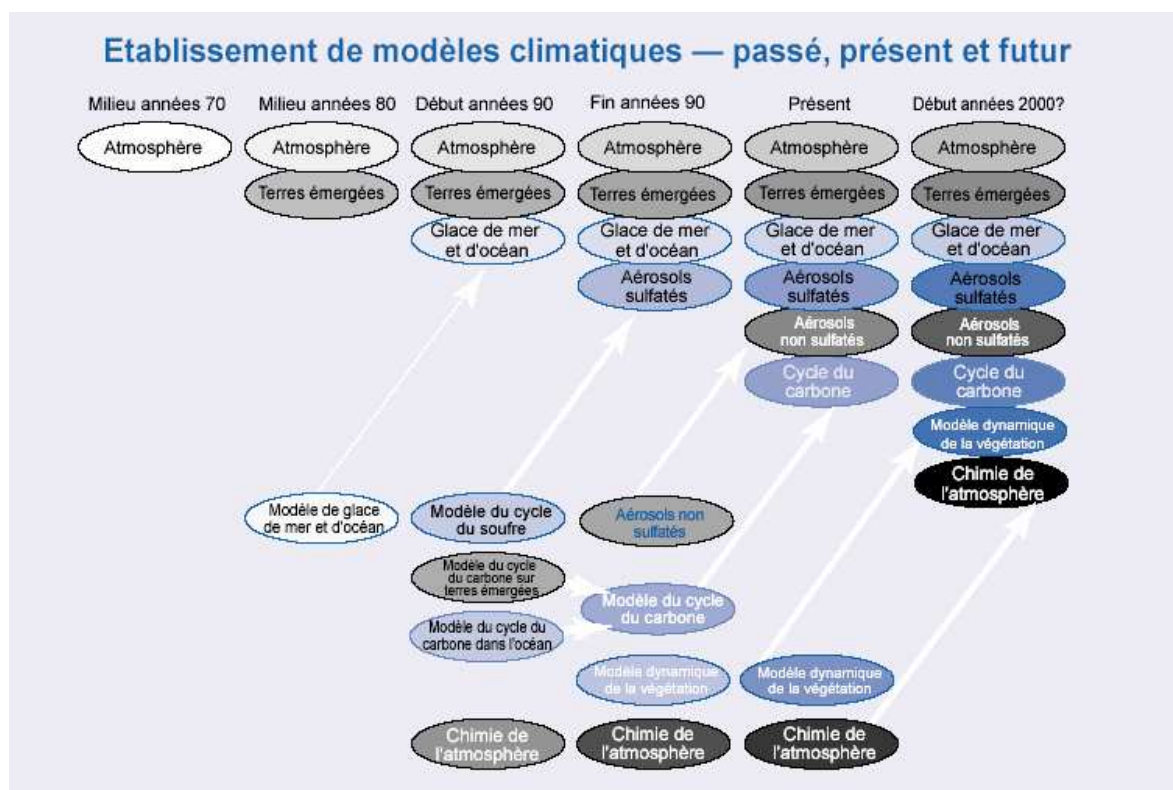 Etablissement de modèles climatiques — passé, présent et futur
Milieu années 70
Milieu années 80
Début années 90
Fin années 90
Présent
Début années 2000?
Atmosphère
Atmosphère
Atmosphère
Atmosphère
Atmosphère
Atmosphère
Terres émergées
Terres émergées
Terres émergées
Terres émergées
Terres émergées
Glace de mer
et d'océan
Glace de mer
et d'océan
Glace de mer
et d'océan
Glace de mer
et d'océan
Aérosols
sulfatés
Aérosols
sulfatés
Aérosols
sulfatés
Aérosols
non sulfatés
Aérosols
non sulfatés
Cycle du
carbone
Cycle du
carbone
Modèle dynamique
de la végétation
Chimie de
l'atmosphère
Modèle de glace
de mer et d'océan
Modèle du cycle
du soufre
Aérosols non
sulfatés
Modèle du cycle
du carbone sur
terres émergées
Modèle du cycle
du carbone
Modèle du cycle du
carbone dans l'océan
Modèle dynamique
de la végétation
Modèle dynamique
de la végétation
Chimie de
l'atmosphère
Chimie de
l'atmosphère
Chimie de
l'atmosphère